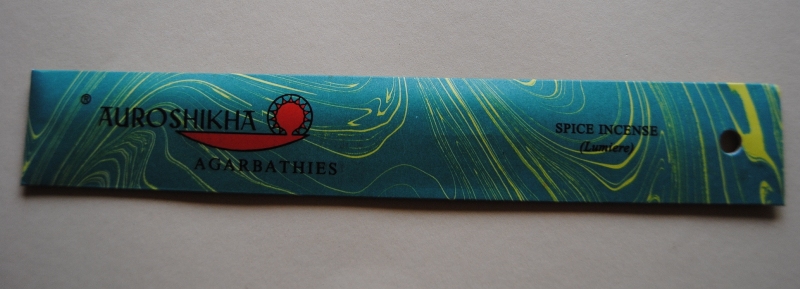 ® AUROSHIKHA
AGARBATHIES
SPICE INCENSE
(Lumiere)